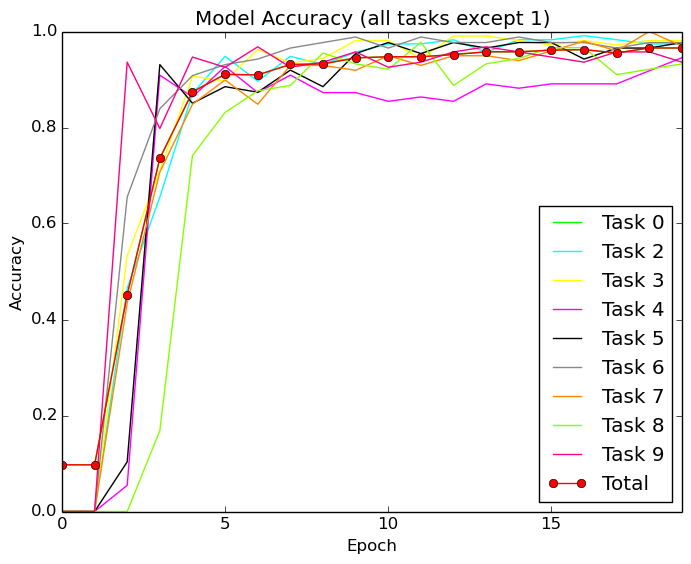 Model Accuracy (all tasks except 1)
1.0
0.8
0.6
0.4
0.2
0.0
Accuracy
Task 0
Task 2
Task 3
Task 4
Task 5
Task 6
Task 7
Task 8
Task 9
Total
0 5 10 15
Epoch